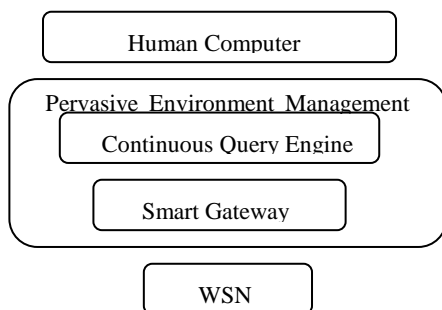 Human Computer
Pervasive Environment Management
Continuous Query Engine
Smart Gateway
WSN